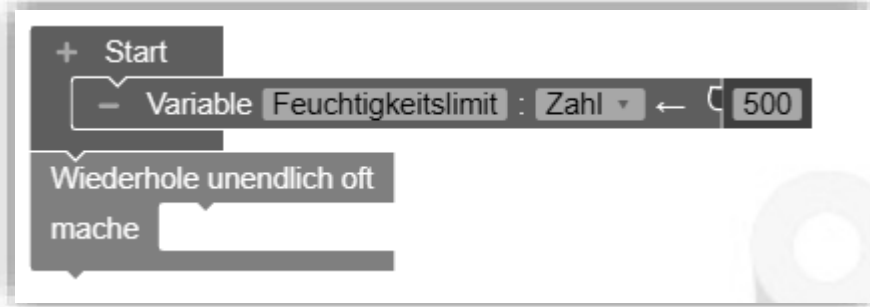 + Start
– Variable Feuchtigkeitslimit : Zahl ← 500
Wiederhole unendlich oft
mache